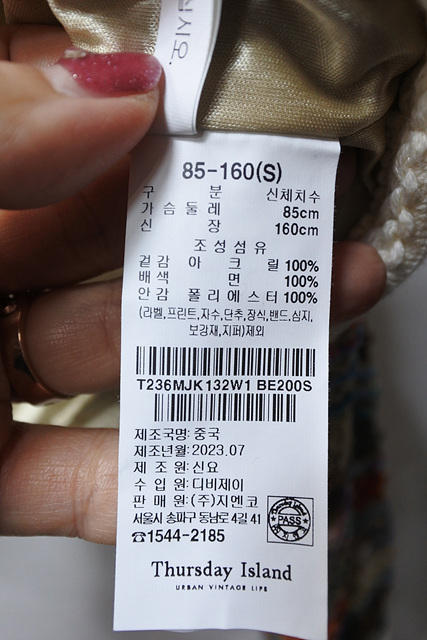 85-160(S)
구 분 신체치수
가슴둘레 85cm
신 장 160cm
조성섬유
겉감 아 크 릴 100%
배색 면 100%
안감 폴리에스터 100%
(라벨,프린트,자수,단추,장식,밴드,심지,
보강재,지퍼)제외
T236MJK132W1 BE200S
제조국명: 중국
제조년월: 2023.07
제 조 원: 신요
수 입 원: 디비제이
판 매 원: (주)지엔코
서울시 송파구 동남로 4길 41
☎1544-2185
PASS
Thursday Island
URBAN VINTAGE LIFE